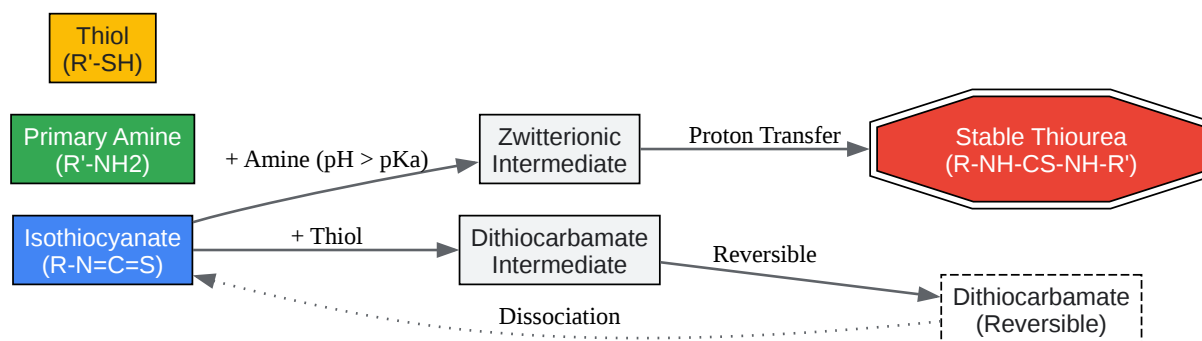 Thiol
(R'-SH)
Primary Amine
(R'-NH2)
+ Amine (pH > pKa)
Zwitterionic
Intermediate
Proton Transfer
Stable Thiourea
(R-NH-CS-NH-R')
Isothiocyanate
(R-N=C=S)
+ Thiol
Dithiocarbamate
Intermediate
Reversible
Dissociation
Dithiocarbamate
(Reversible)